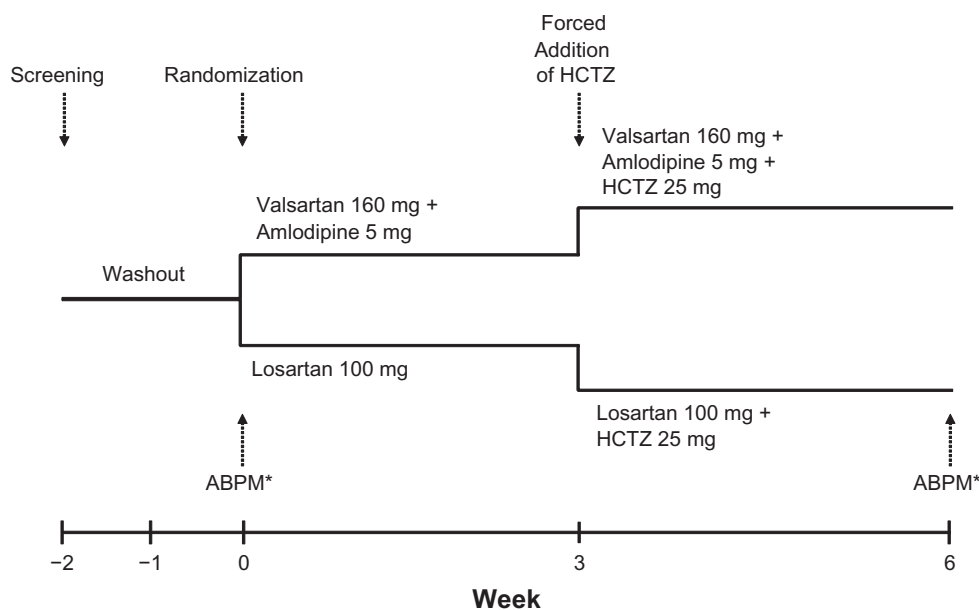 Forced
Addition
of HCTZ
Screening
Randomization
Valsartan 160 mg +
Amlodipine 5 mg +
HCTZ 25 mg
Valsartan 160 mg +
Amlodipine 5 mg
Washout
Losartan 100 mg
Losartan 100 mg +
HCTZ 25 mg
ABPM*
ABPM*
−2
−1
0
3
6
Week